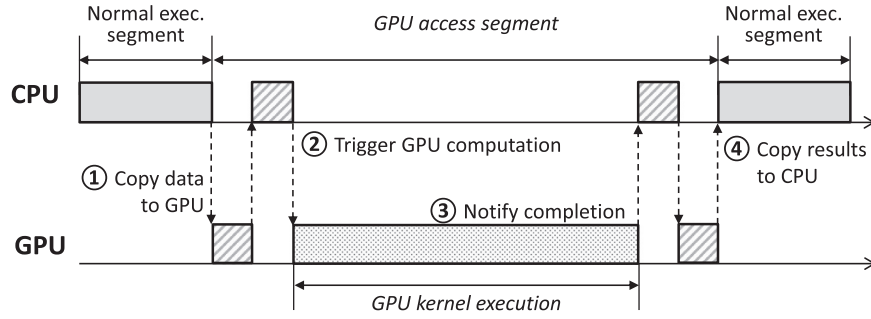 Normal exec.
segment
GPU access segment
Normal exec.
segment
CPU
② Trigger GPU computation
④ Copy results
to CPU
① Copy data
to GPU
③ Notify completion
GPU
GPU kernel execution